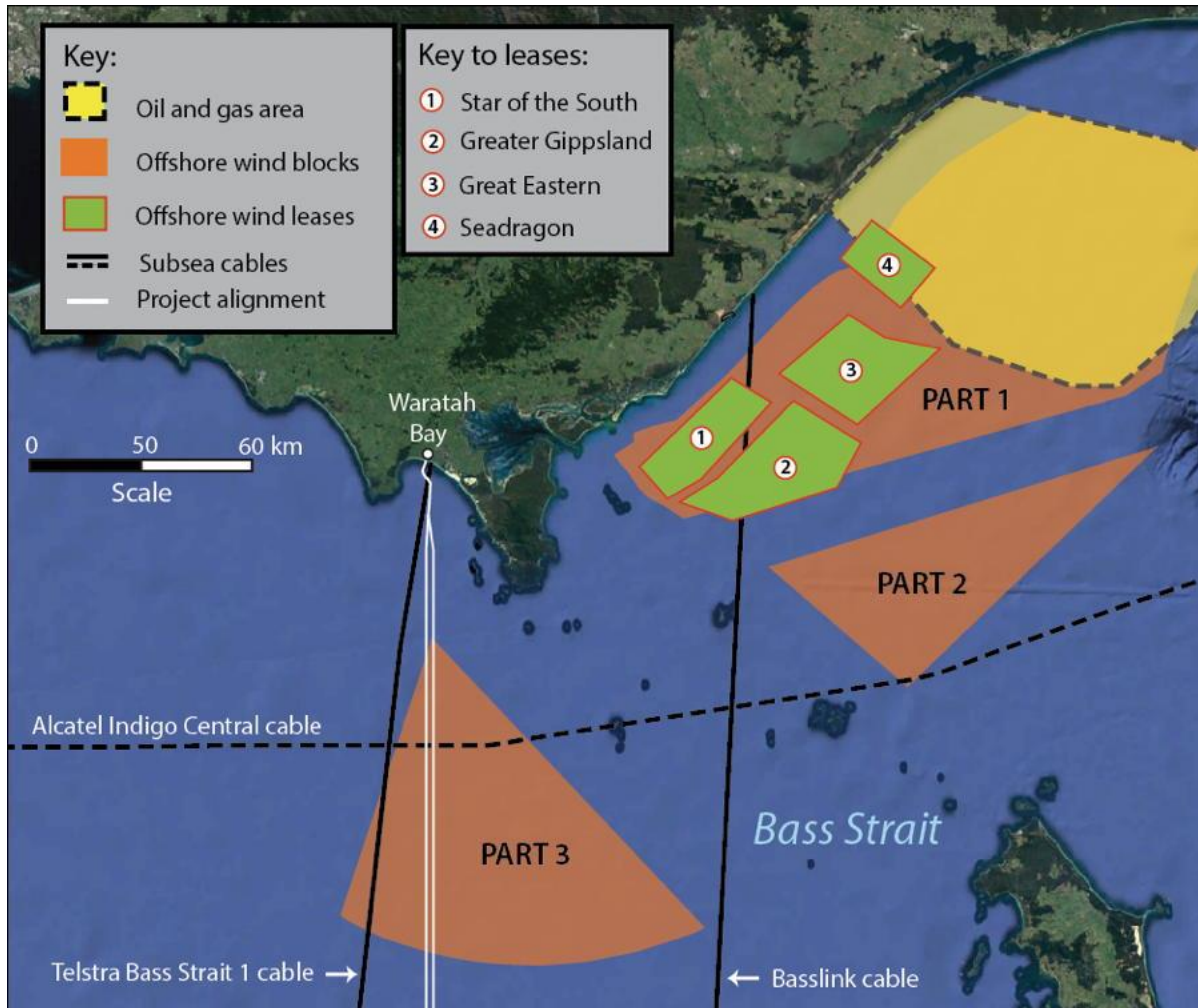 Key:
Oil and gas area
Offshore wind blocks
Offshore wind leases
Subsea cables
Project alignment
Key to leases:
1 Star of the South
2 Greater Gippsland
3 Great Eastern
4 Seadragon
4
3
PART 1
Waratah
Bay
0 50 60 km
Scale
1
2
PART 2
Alcatel Indigo Central cable
Bass Strait
PART 3
Telstra Bass Strait 1 cable →
← Basslink cable